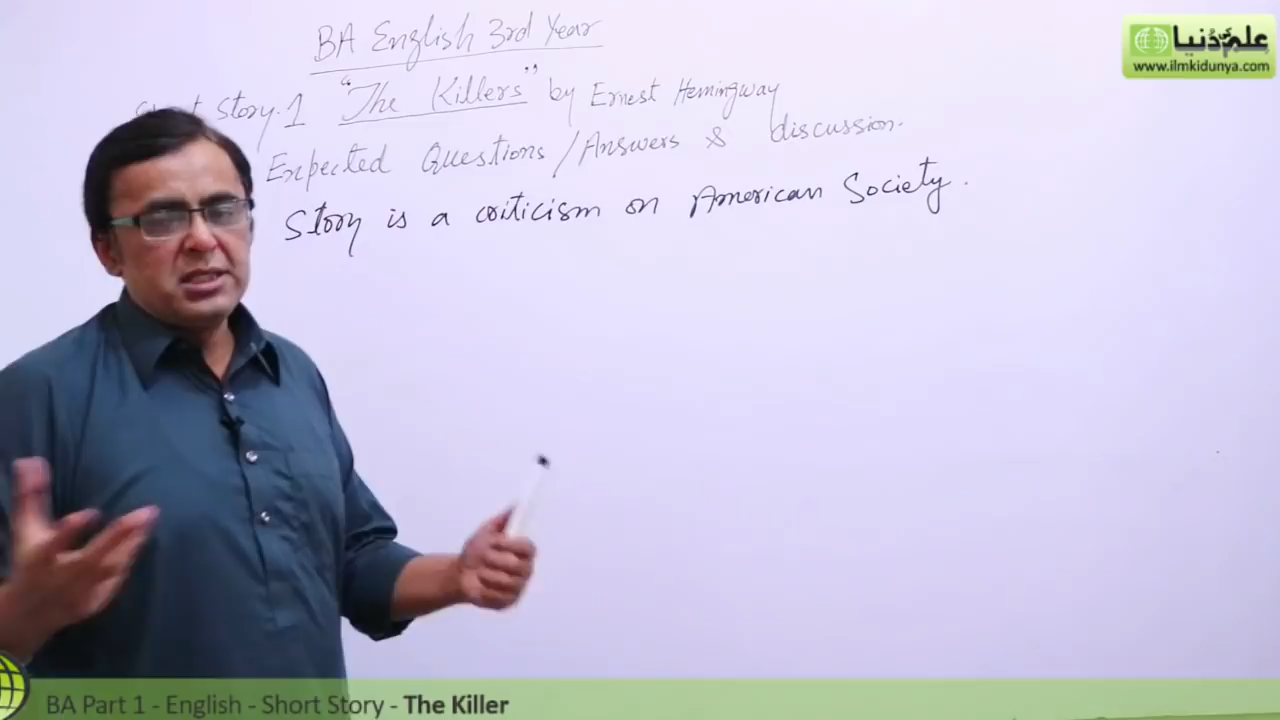 BA English 3rd Year
Short Story.1 "The Killers" by Ernest Hemingway
Expected Questions/Answers & discussion.
Story is a criticism on American Society.
علم کی دُنیا
www.ilmkidunya.com
BA Part 1 - English - Short Story - The Killer